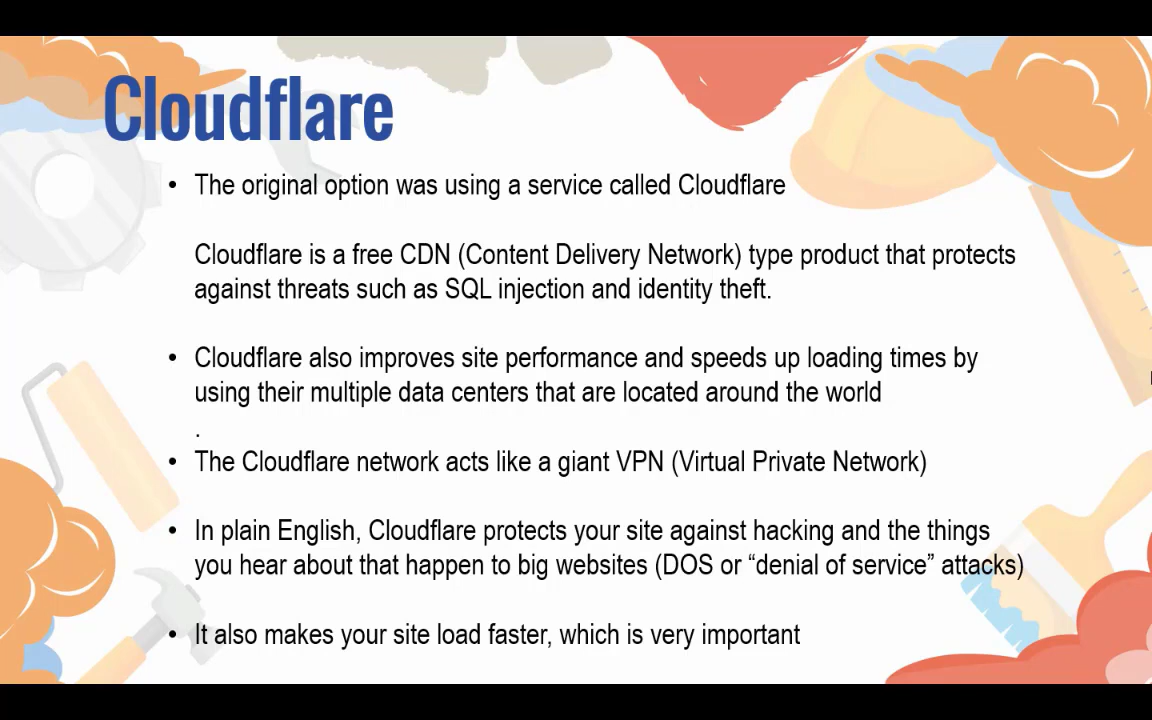 Cloudflare
• The original option was using a service called Cloudflare
Cloudflare is a free CDN (Content Delivery Network) type product that protects
against threats such as SQL injection and identity theft.
• Cloudflare also improves site performance and speeds up loading times by
using their multiple data centers that are located around the world
.
• The Cloudflare network acts like a giant VPN (Virtual Private Network)
• In plain English, Cloudflare protects your site against hacking and the things
you hear about that happen to big websites (DOS or “denial of service” attacks)
• It also makes your site load faster, which is very important